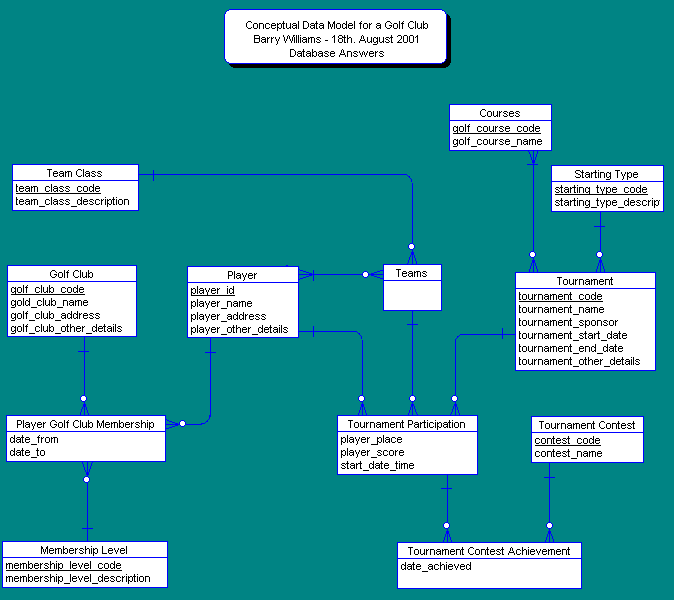 Conceptual Data Model for a Golf Club
Barry Williams - 18th. August 2001
Database Answers
Courses
golf_course_code
golf_course_name
Team Class
team_class_code
team_class_description
Starting Type
starting_type_code
starting_type_descrip
Golf Club
golf_club_code
gold_club_name
golf_club_address
golf_club_other_details
Player
player_id
player_name
player_address
player_other_details
Teams
Tournament
tournament_code
tournament_name
tournament_sponsor
tournament_start_date
tournament_end_date
tournament_other_details
Player Golf Club Membership
date_from
date_to
Tournament Participation
player_place
player_score
start_date_time
Tournament Contest
contest_code
contest_name
Membership Level
membership_level_code
membership_level_description
Tournament Contest Achievement
date_achieved